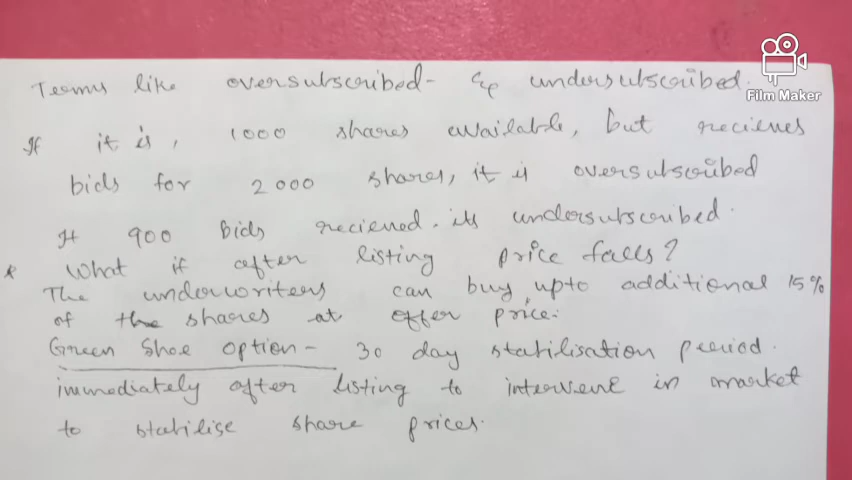 Terms like oversubscribed- & undersubscribed.
Film Maker
If it is, 1000 shares available, but recieves
bids for 2000 shares, it is oversubscribed
If 900 Bids recieved. its undersubscribed.
* What if after listing price falls?
The underwriters can buy upto additional 15%
of the shares at offer price.
Green Shoe option- 30 day stabilisation period.
immediately after listing to intervene in market
to stabilise share prices.